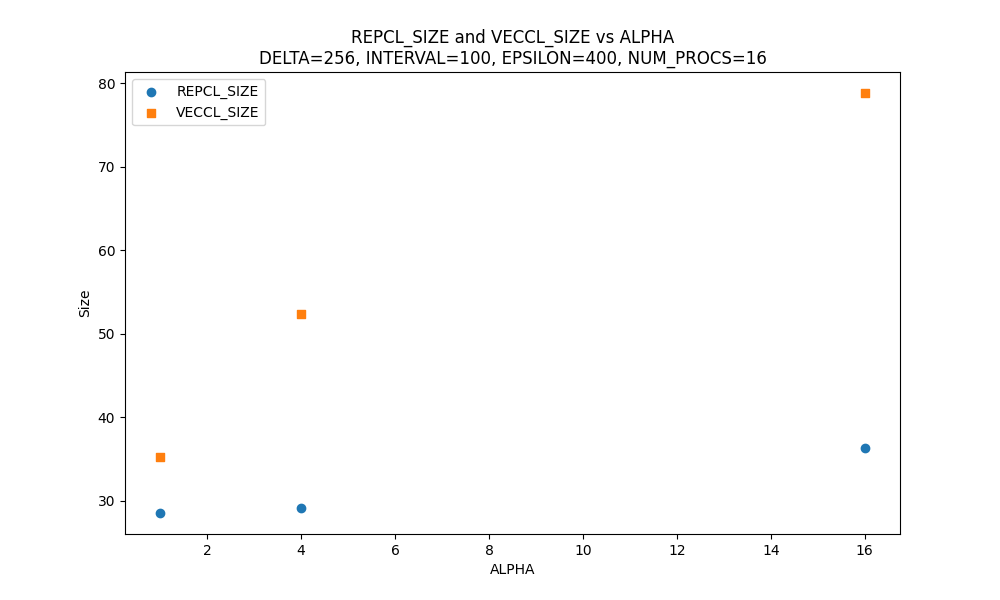 REPCL_SIZE and VECCL_SIZE vs ALPHA
DELTA=256, INTERVAL=100, EPSILON=400, NUM_PROCS=16
REPCL_SIZE
VECCL_SIZE
80
70
60
50
40
30
Size
2
4
6
8
10
12
14
16
ALPHA